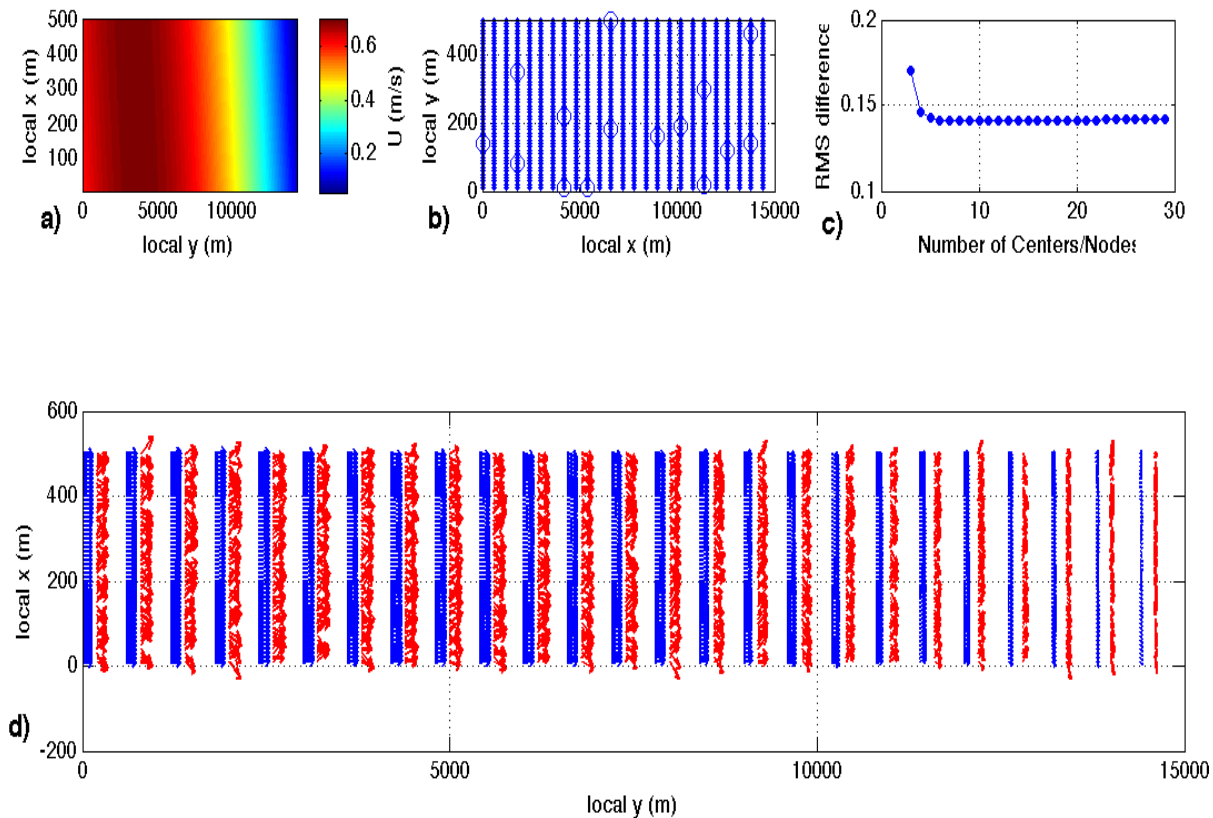 500
400
300
200
100
local x (m)
0 5000 10000
local y (m)
a)
0.6
0.4
0.2
U (m/s)
400
200
0
local y (m)
0 5000 10000 15000
local x (m)
b)
0.2
0.15
0.1
RMS difference
0 10 20 30
Number of Centers/Nodes
c)
600
400
200
0
-200
local x (m)
0 5000 10000 15000
local y (m)
d)